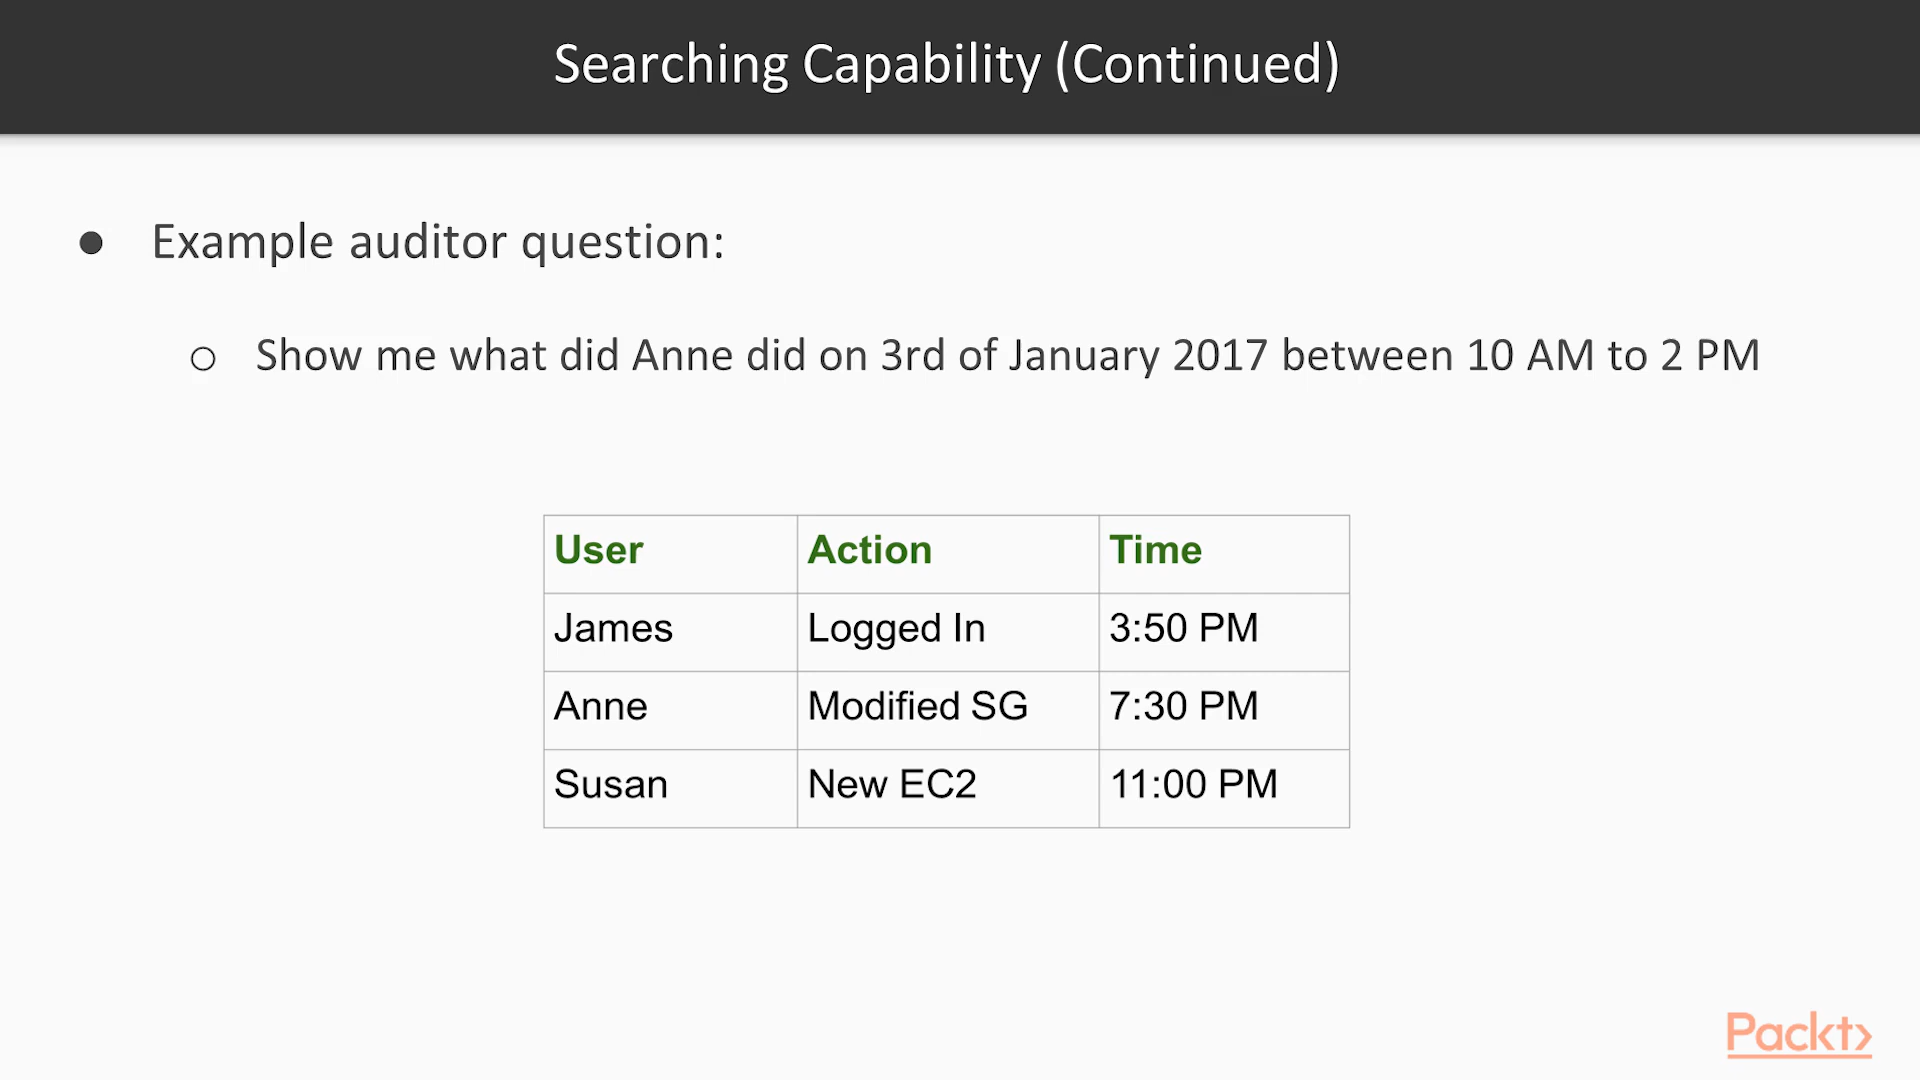 Searching Capability (Continued)
● Example auditor question:
○ Show me what did Anne did on 3rd of January 2017 between 10 AM to 2 PM
User Action Time
James Logged In 3:50 PM
Anne Modified SG 7:30 PM
Susan New EC2 11:00 PM
Packt>